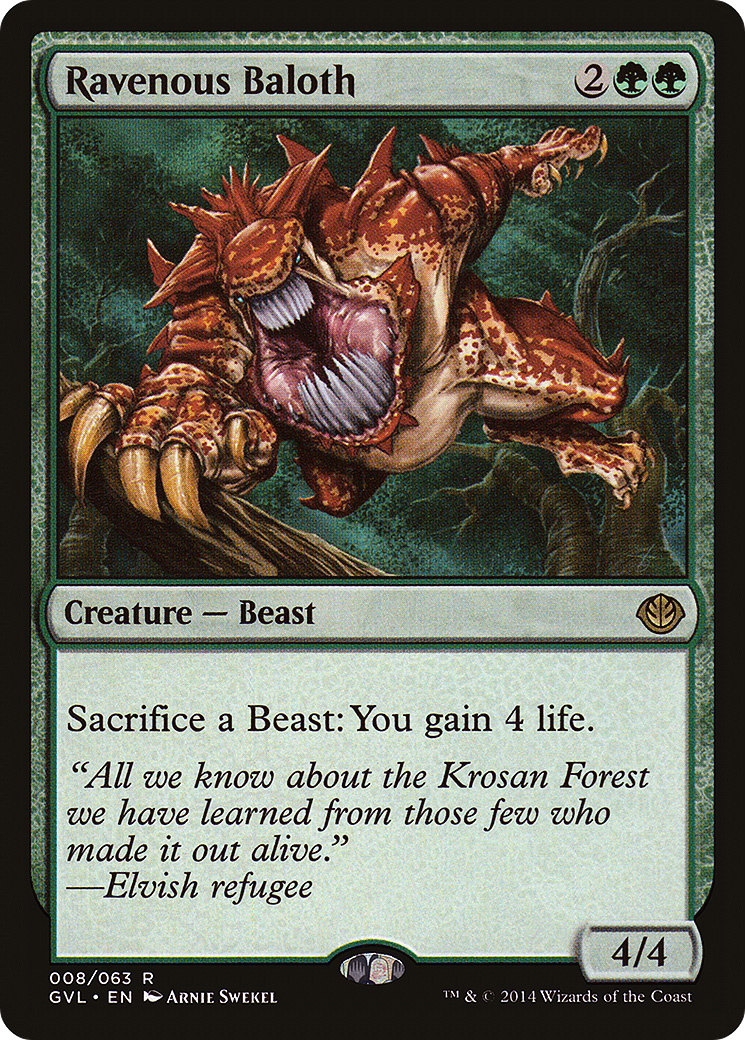 Ravenous Baloth 2
Creature — Beast
Sacrifice a Beast: You gain 4 life.
“All we know about the Krosan Forest
we have learned from those few who
made it out alive.”
—Elvish refugee
4/4
008/063 R
GVL • EN Arnie Swekel ™ & © 2014 Wizards of the Coast